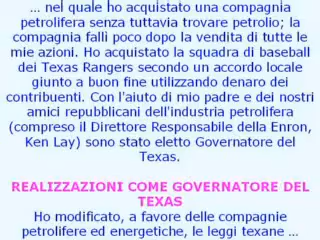 ... nel quale ho acquistato una compagnia
petrolifera senza tuttavia trovare petrolio; la
compagnia fallì poco dopo la vendita di tutte le
mie azioni. Ho acquistato la squadra di baseball
dei Texas Rangers secondo un accordo locale
giunto a buon fine utilizzando denaro dei
contribuenti. Con l'aiuto di mio padre e dei nostri
amici repubblicani dell'industria petrolifera
(compreso il Direttore Responsabile della Enron,
Ken Lay) sono stato eletto Governatore del
Texas.
REALIZZAZIONI COME GOVERNATORE DEL
TEXAS
Ho modificato, a favore delle compagnie
petrolifere ed energetiche, le leggi texane ...